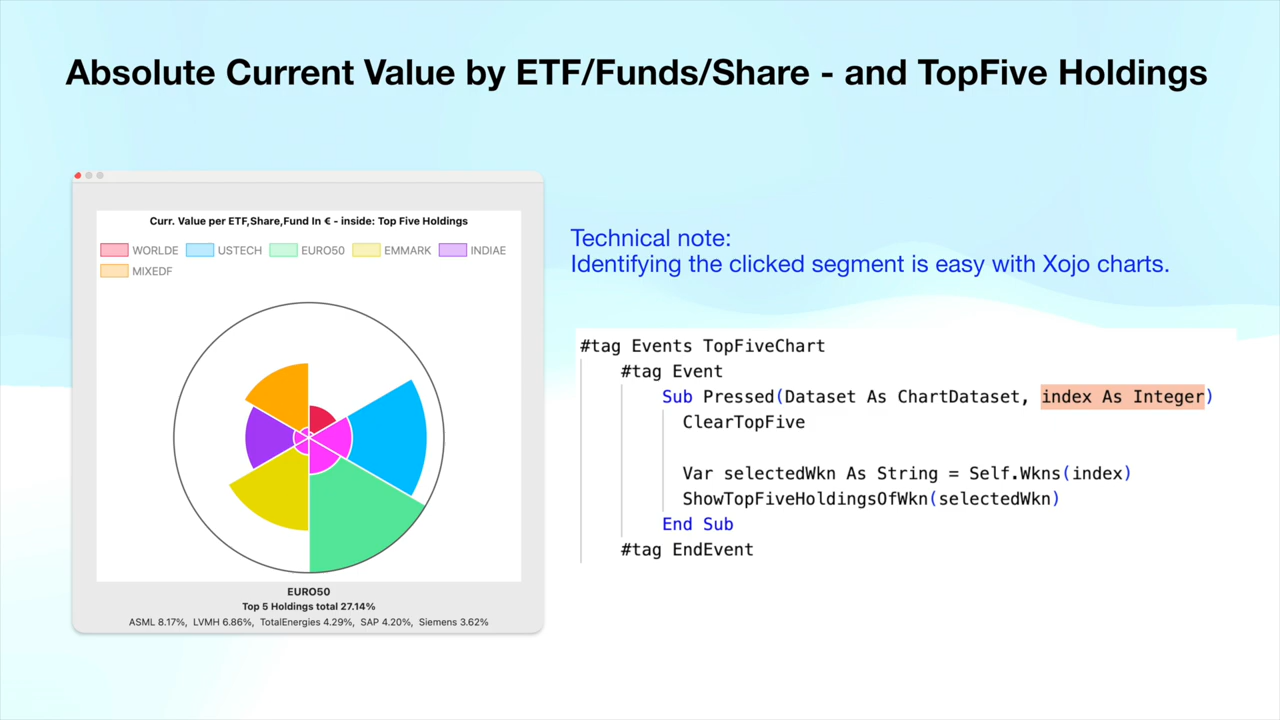 Absolute Current Value by ETF/Funds/Share - and TopFive Holdings
Curr. Value per ETF,Share,Fund In € - inside: Top Five Holdings
WORLDE USTECH EURO50 EMMARK INDIAE
MIXEDF
EURO50
Top 5 Holdings total 27.14%
ASML 8.17%, LVMH 6.86%, TotalEnergies 4.29%, SAP 4.20%, Siemens 3.62%
Technical note:
Identifying the clicked segment is easy with Xojo charts.
#tag Events TopFiveChart
#tag Event
Sub Pressed(Dataset As ChartDataset, index As Integer)
ClearTopFive
Var selectedWkn As String = Self.Wkns(index)
ShowTopFiveHoldingsOfWkn(selectedWkn)
End Sub
#tag EndEvent